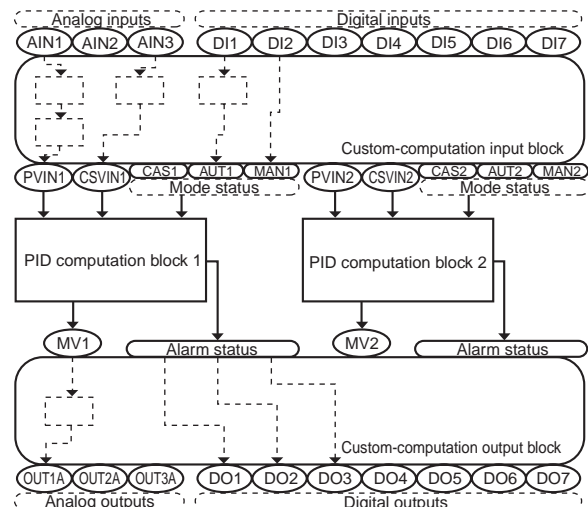 Analog inputs Digital inputs
AIN1 AIN2 AIN3 DI1 DI2 DI3 DI4 DI5 DI6 DI7
Custom-computation input block
PVIN1 CSVIN1 CAS1 AUT1 MAN1 PVIN2 CSVIN2 CAS2 AUT2 MAN2
Mode status Mode status
PID computation block 1 PID computation block 2
MV1 Alarm status MV2 Alarm status
Custom-computation output block
OUT1A OUT2A OUT3A DO1 DO2 DO3 DO4 DO5 DO6 DO7
Analog outputs Digital outputs